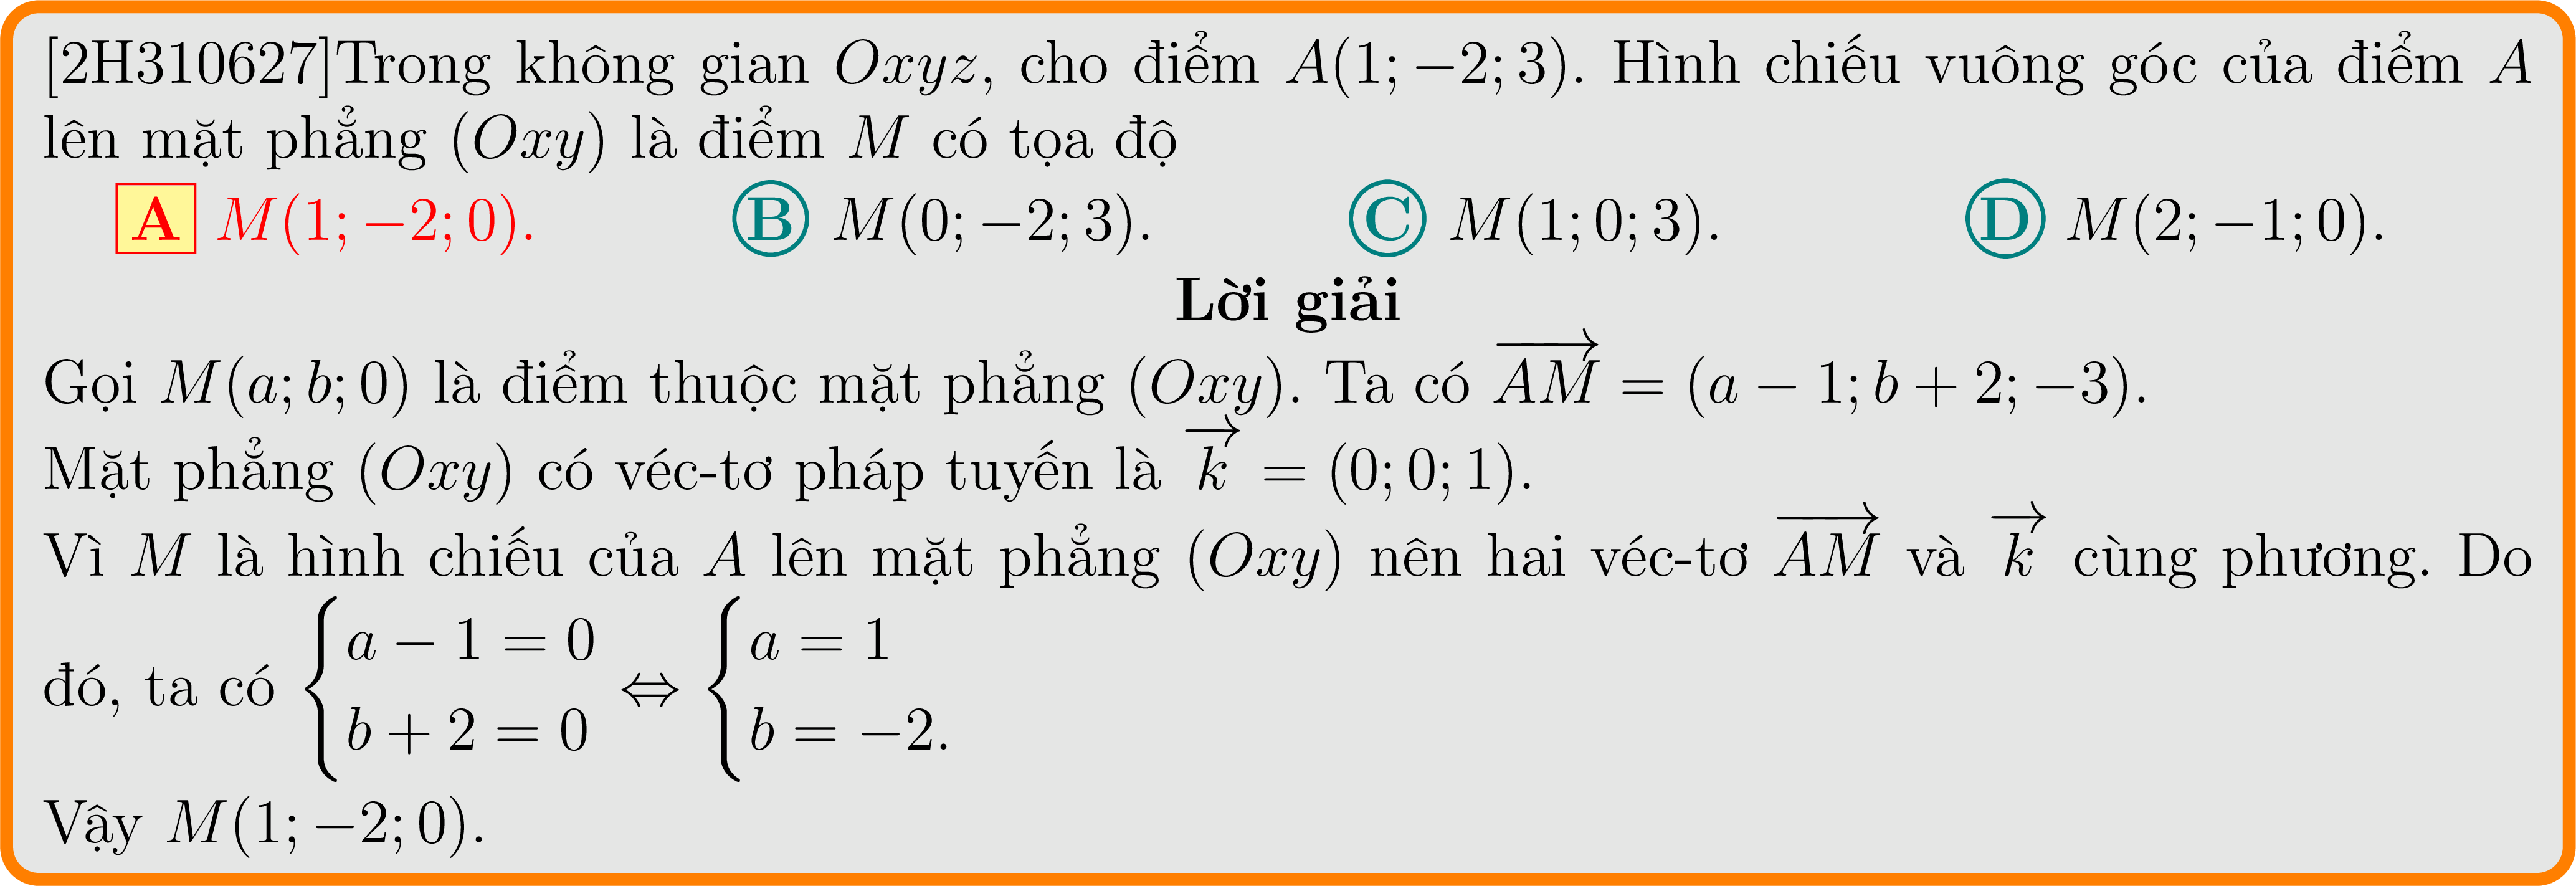 [2H310627]Trong không gian Oxyz, cho điểm A(1; −2; 3). Hình chiếu vuông góc của điểm A
lên mặt phẳng (Oxy) là điểm M có tọa độ
A M(1; −2; 0). B M(0; −2; 3). C M(1; 0; 3). D M(2; −1; 0).
Lời giải
Gọi M(a; b; 0) là điểm thuộc mặt phẳng (Oxy). Ta có $\overrightarrow{AM}$ = (a − 1; b + 2; −3).
Mặt phẳng (Oxy) có véc-tơ pháp tuyến là $\overrightarrow{k}$ = (0; 0; 1).
Vì M là hình chiếu của A lên mặt phẳng (Oxy) nên hai véc-tơ $\overrightarrow{AM}$ và $\overrightarrow{k}$ cùng phương. Do
đó, ta có $\begin{cases} a - 1 = 0 \\ b + 2 = 0 \end{cases} \Leftrightarrow \begin{cases} a = 1 \\ b = -2. \end{cases}$
Vậy M(1; −2; 0).